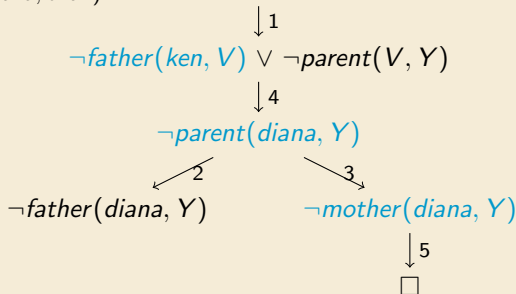 1
¬father(ken, V) ∨ ¬parent(V, Y)
4
¬parent(diana, Y)
2 3
¬father(diana, Y) ¬mother(diana, Y)
5
□